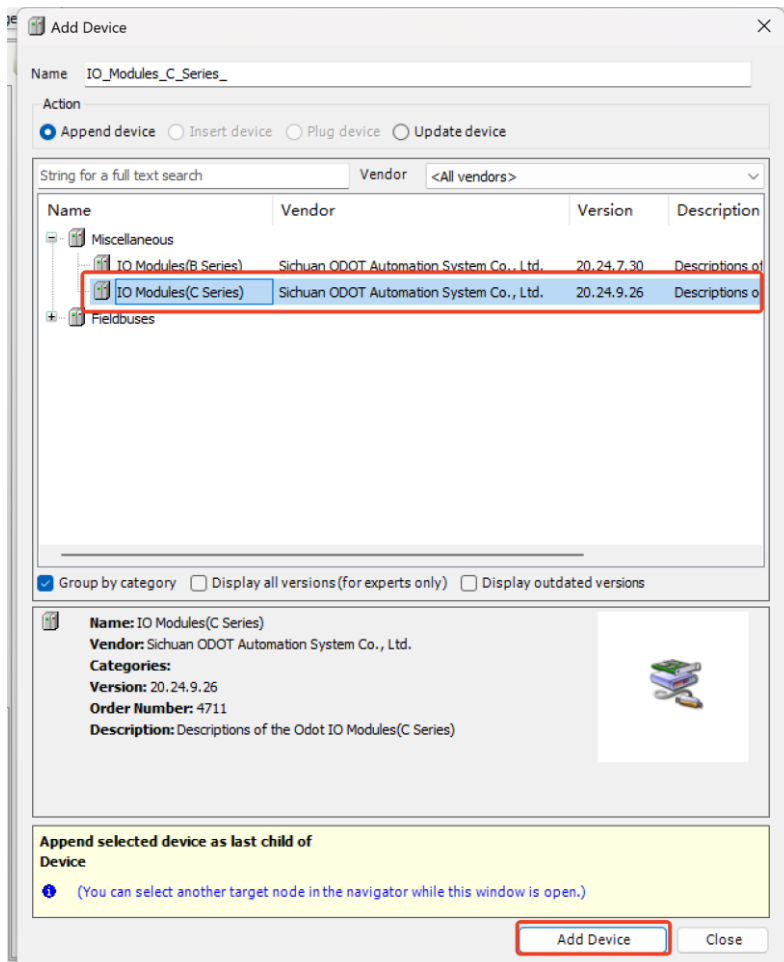 ge
Add Device
Name IO_Modules_C_Series_
Action
Append device Insert device Plug device Update device
String for a full text search Vendor <All vendors>
Name Vendor Version Description
Miscellaneous
IO Modules(B Series) Sichuan ODOT Automation System Co., Ltd. 20.24.7.30 Descriptions of
IO Modules(C Series) Sichuan ODOT Automation System Co., Ltd. 20.24.9.26 Descriptions o
Fieldbuses
Group by category Display all versions (for experts only) Display outdated versions
Name: IO Modules(C Series)
Vendor: Sichuan ODOT Automation System Co., Ltd.
Categories:
Version: 20.24.9.26
Order Number: 4711
Description: Descriptions of the Odot IO Modules(C Series)
Append selected device as last child of
Device
(You can select another target node in the navigator while this window is open.)
Add Device Close